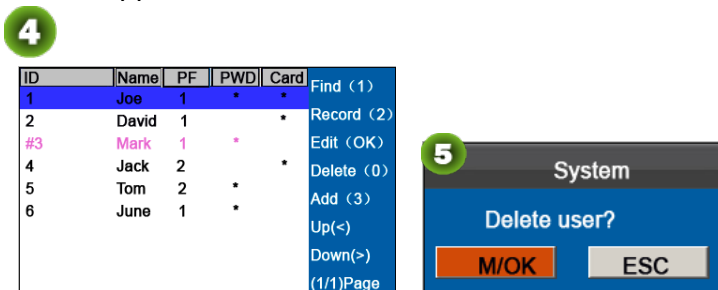 4
ID Name PF PWD Card
1 Joe 1 * *
2 David 1 *
#3 Mark 1 *
4 Jack 2 *
5 Tom 2 *
6 June 1 *
Find（1）
Record（2）
Edit（OK）
Delete（0）
Add（3）
Up(<)
Down(>)
(1/1)Page
5
System
Delete user?
M/OK ESC